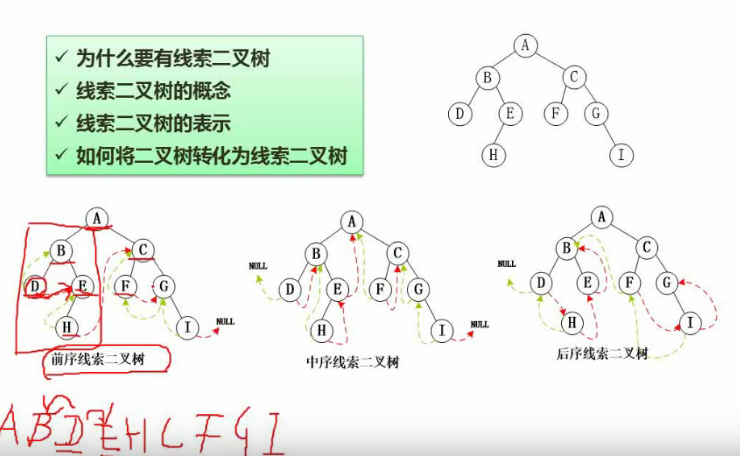 为什么要有线索二叉树
线索二叉树的概念
线索二叉树的表示
如何将二叉树转化为线索二叉树
A
B C
D E F G
H I
A
B C
D E F G
H I NULL
前序线索二叉树
A
B C
NULL D E F G
H I NULL
中序线索二叉树
A
B C
NULL D E F G
H I
后序线索二叉树
A B D E H C F G I